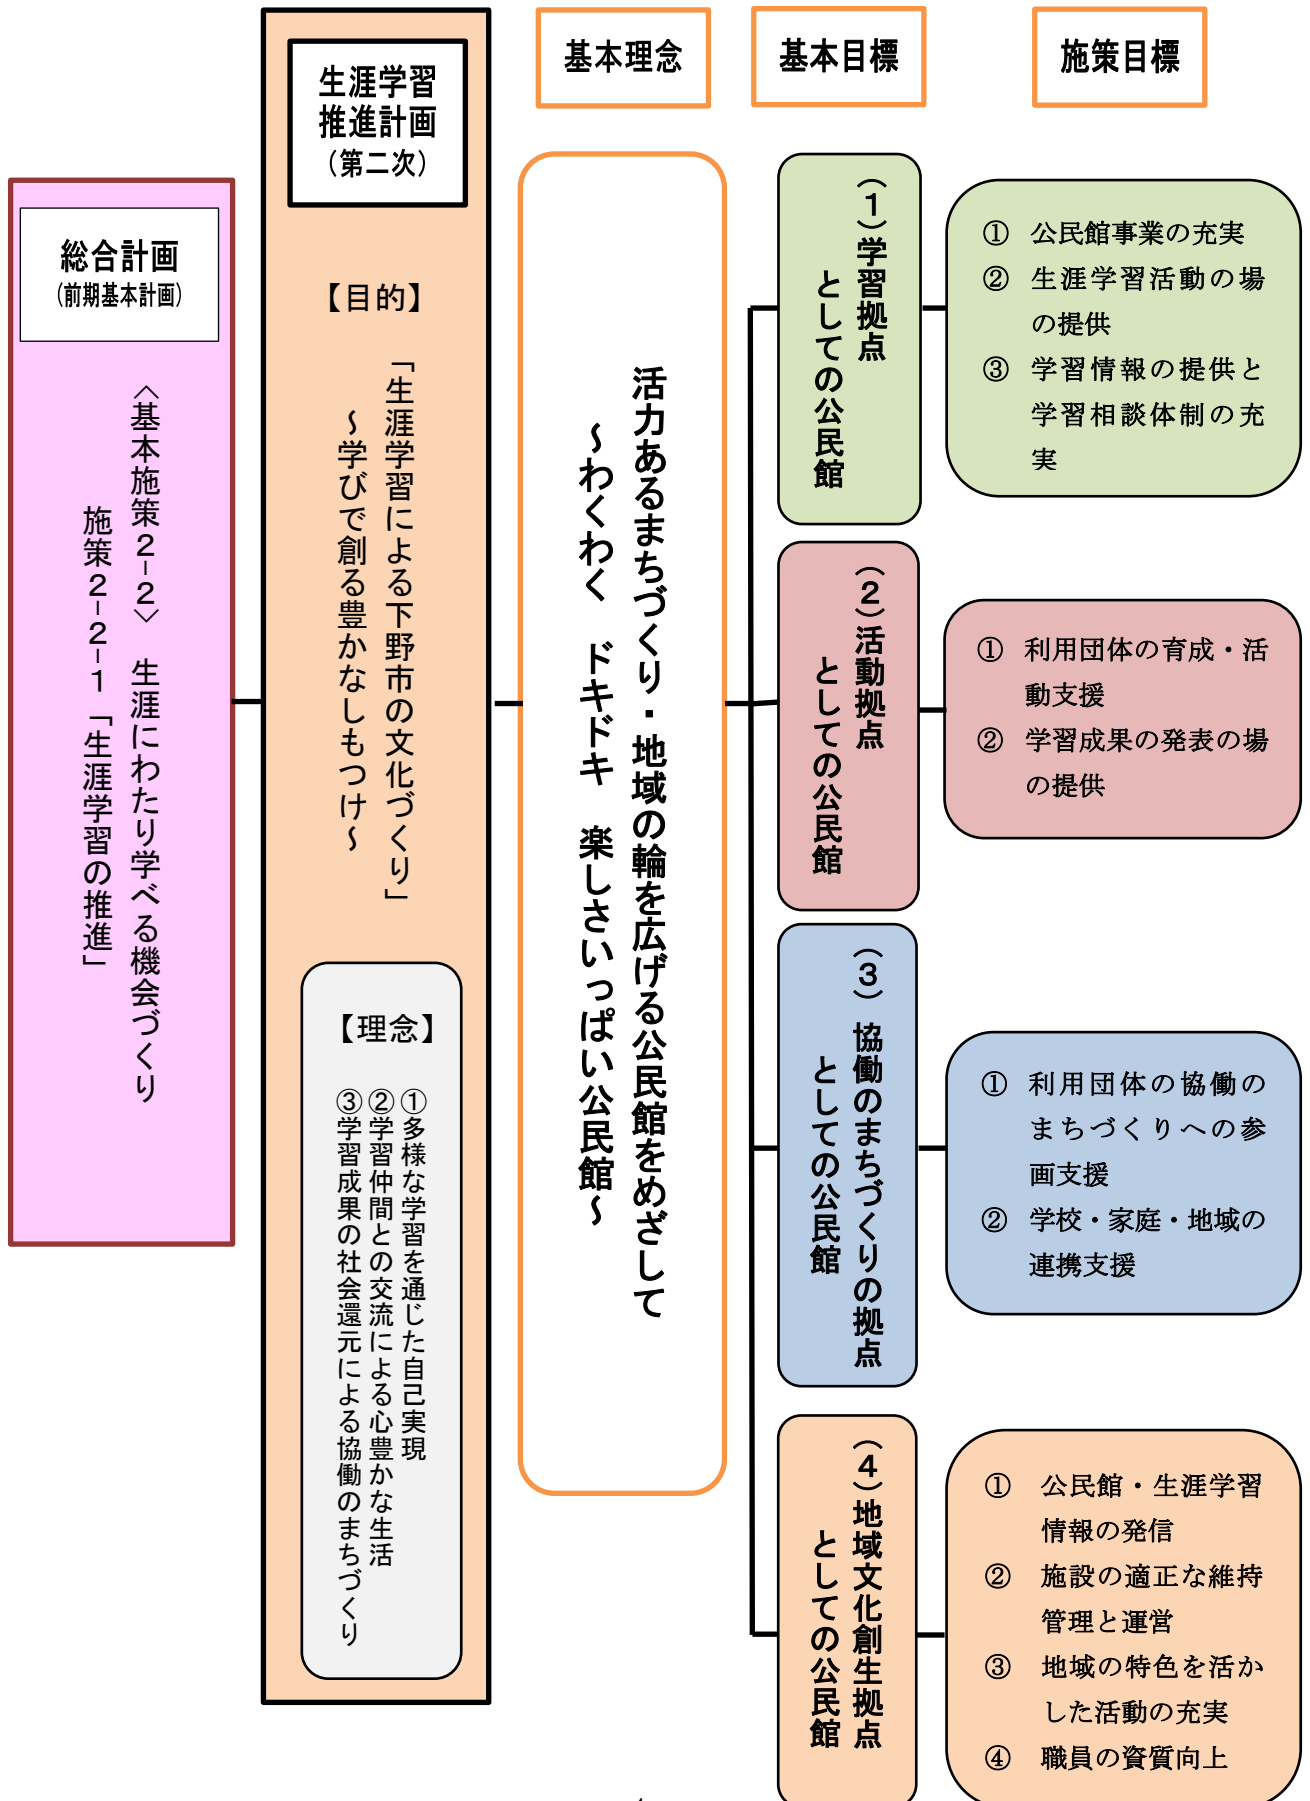 総合計画
(前期基本計画)
〈基本施策２-２〉　生涯にわたり学べる機会づくり
施策２-２-１「生涯学習の推進」
生涯学習
推進計画
（第二次）
【目的】
「生涯学習による下野市の文化づくり」
～学びで創る豊かなしもつけ～
【理念】
①多様な学習を通じた自己実現
②学習仲間との交流による心豊かな生活
③学習成果の社会還元による協働のまちづくり
基本理念
活力あるまちづくり・地域の輪を広げる公民館をめざして
～わくわく　ドキドキ　楽しさいっぱい公民館～
基本目標
（１）学習拠点
としての公民館
（２）活動拠点
としての公民館
（３）協働のまちづくりの拠点
としての公民館
（４）地域文化創生拠点
としての公民館
施策目標
①　公民館事業の充実
②　生涯学習活動の場
の提供
③　学習情報の提供と
学習相談体制の充
実
①　利用団体の育成・活
動支援
②　学習成果の発表の場
の提供
①　利用団体の協働の
まちづくりへの参
画支援
②　学校・家庭・地域の
連携支援
①　公民館・生涯学習
情報の発信
②　施設の適正な維持
管理と運営
③　地域の特色を活か
した活動の充実
④　職員の資質向上